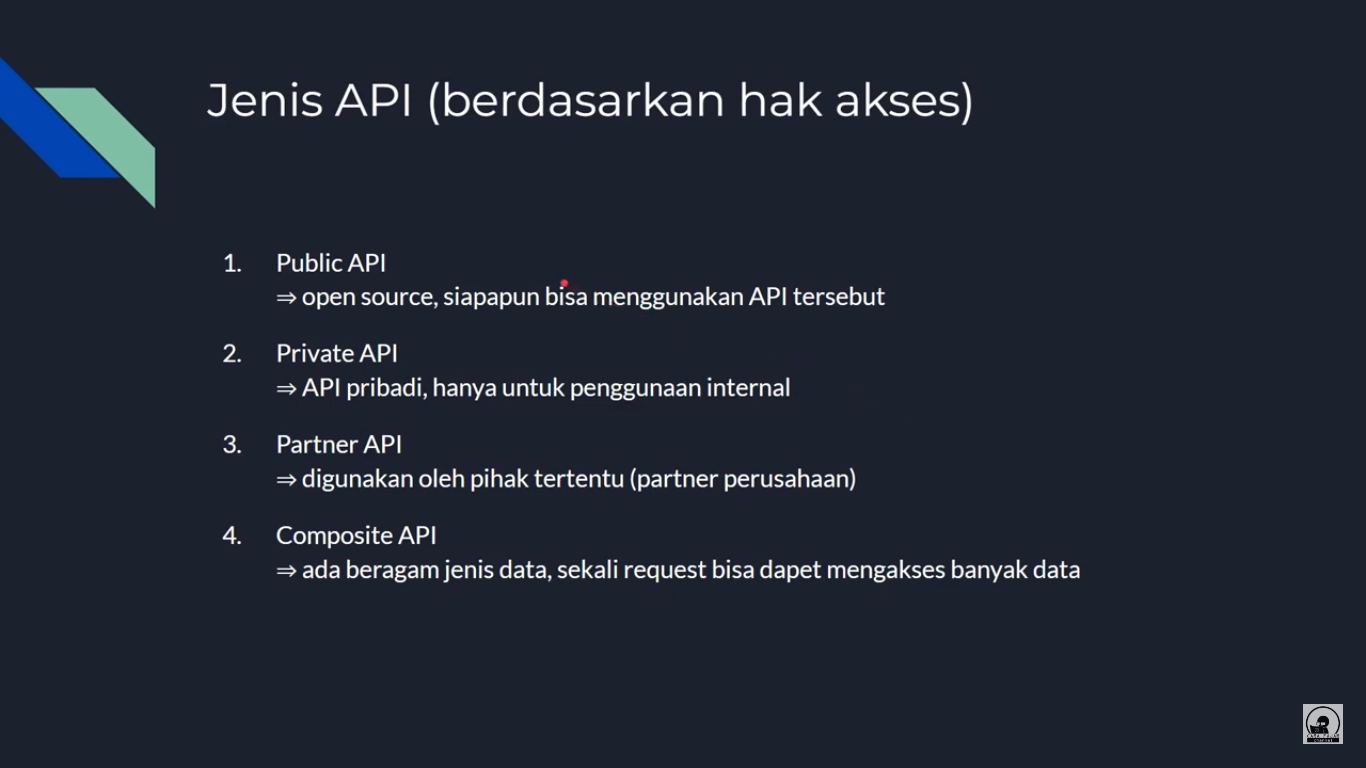 Jenis API (berdasarkan hak akses)
1. Public API
⇒ open source, siapapun bisa menggunakan API tersebut
2. Private API
⇒ API pribadi, hanya untuk penggunaan internal
3. Partner API
⇒ digunakan oleh pihak tertentu (partner perusahaan)
4. Composite API
⇒ ada beragam jenis data, sekali request bisa dapet mengakses banyak data